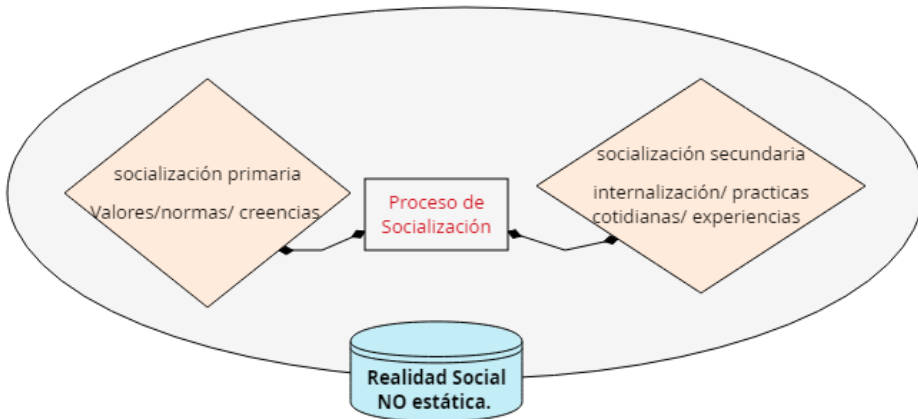 socialización primaria
Valores/normas/ creencias
Proceso de
Socialización
socialización secundaria
internalización/ practicas
cotidianas/ experiencias
Realidad Social
NO estática.